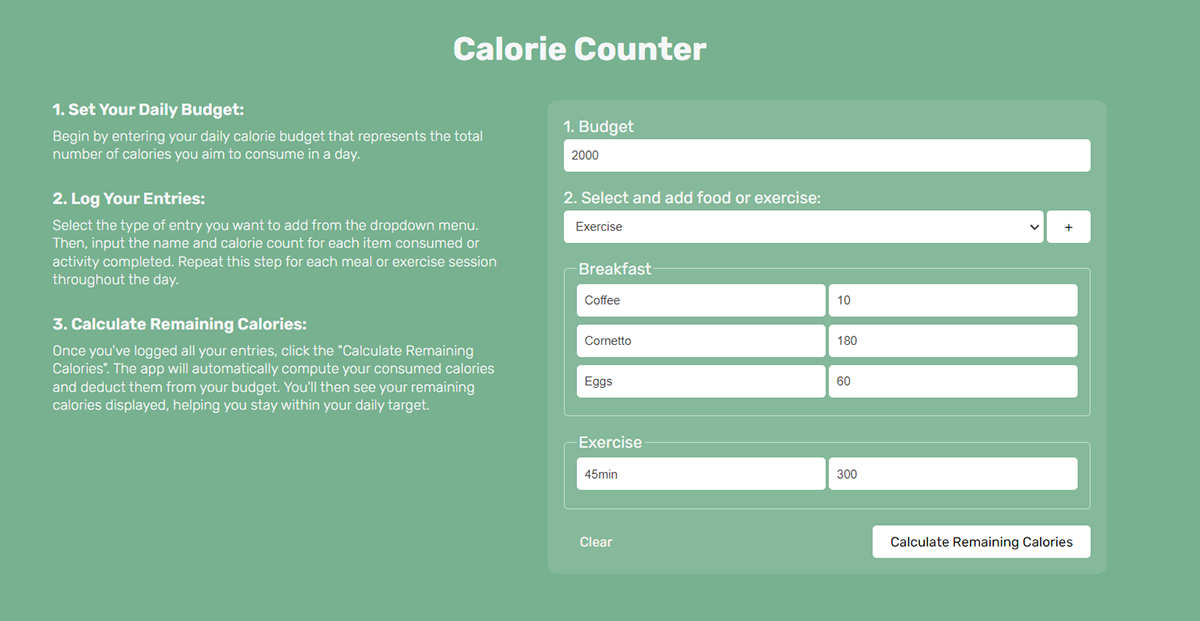 Calorie Counter
1. Set Your Daily Budget:
Begin by entering your daily calorie budget that represents the total
number of calories you aim to consume in a day.
2. Log Your Entries:
Select the type of entry you want to add from the dropdown menu.
Then, input the name and calorie count for each item consumed or
activity completed. Repeat this step for each meal or exercise session
throughout the day.
3. Calculate Remaining Calories:
Once you've logged all your entries, click the "Calculate Remaining
Calories". The app will automatically compute your consumed calories
and deduct them from your budget. You'll then see your remaining
calories displayed, helping you stay within your daily target.
1. Budget
2000
2. Select and add food or exercise:
Exercise +
Breakfast
Coffee 10
Cornetto 180
Eggs 60
Exercise
45min 300
Clear Calculate Remaining Calories